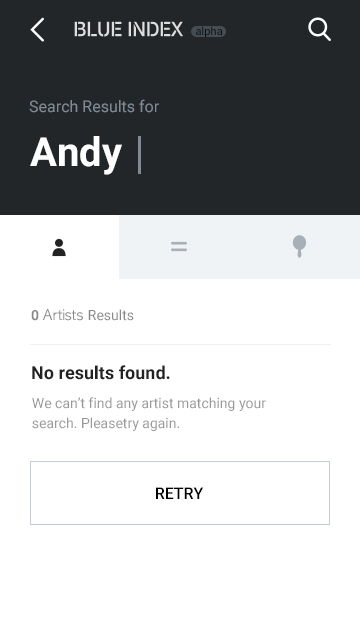 BLUE INDEX alpha
Search Results for
Andy
0 Artists Results
No results found.
We can't find any artist matching your
search. Pleasetry again.
RETRY